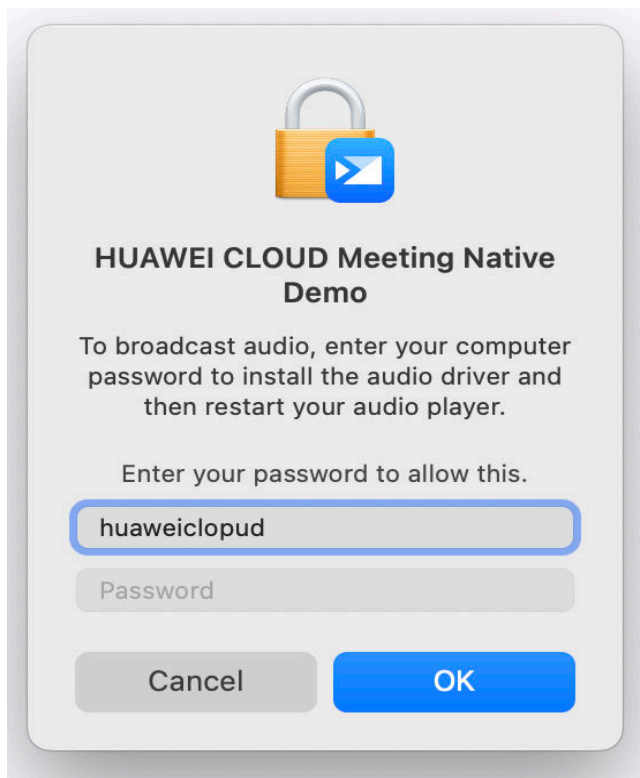 HUAWEI CLOUD Meeting Native
Demo
To broadcast audio, enter your computer
password to install the audio driver and
then restart your audio player.
Enter your password to allow this.
huaweiclopud
Password
Cancel
OK